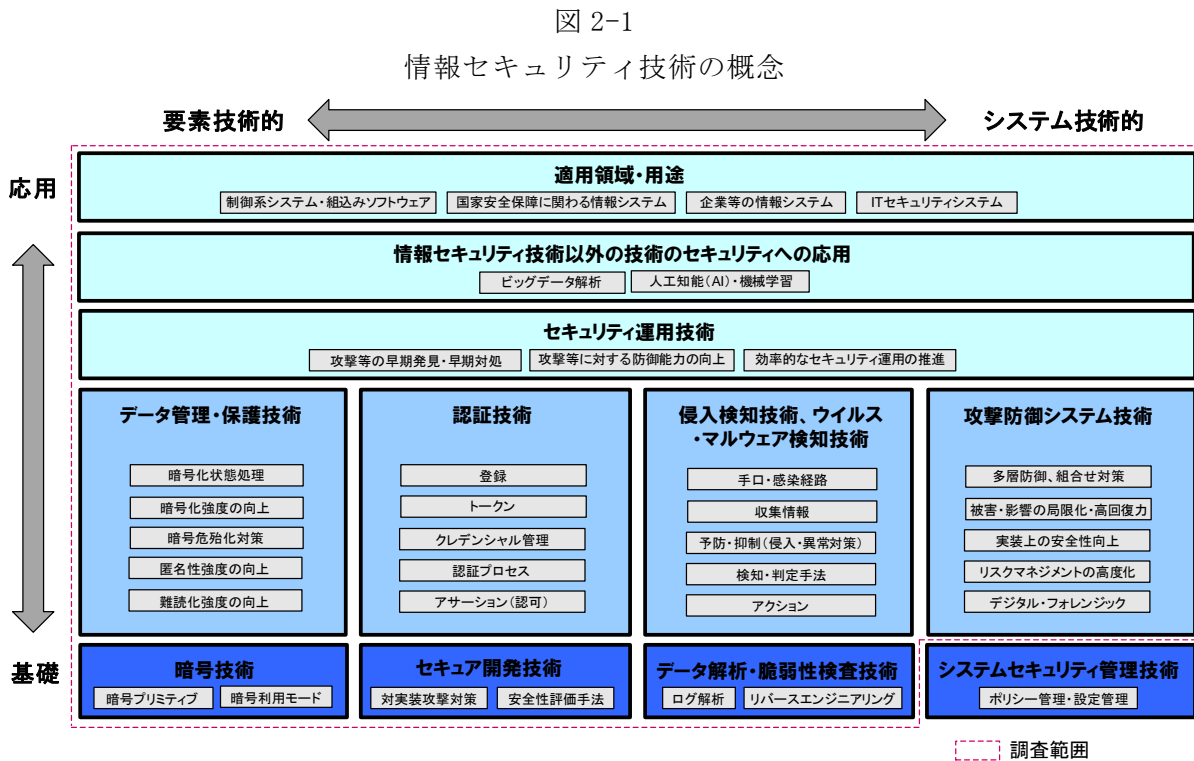 図 2-1
情報セキュリティ技術の概念
要素技術的
システム技術的
応用
適用領域・用途
制御系システム・組込みソフトウェア
国家安全保障に関わる情報システム
企業等の情報システム
ITセキュリティシステム
情報セキュリティ技術以外の技術のセキュリティへの応用
ビッグデータ解析
人工知能(AI)・機械学習
セキュリティ運用技術
攻撃等の早期発見・早期対処
攻撃等に対する防御能力の向上
効率的なセキュリティ運用の推進
データ管理・保護技術
暗号化状態処理
暗号化強度の向上
暗号危殆化対策
匿名性強度の向上
難読化強度の向上
認証技術
登録
トークン
クレデンシャル管理
認証プロセス
アサーション(認可)
侵入検知技術、ウイルス
・マルウェア検知技術
手口・感染経路
収集情報
予防・抑制(侵入・異常対策)
検知・判定手法
アクション
攻撃防御システム技術
多層防御、組合せ対策
被害・影響の局限化・高回復力
実装上の安全性向上
リスクマネジメントの高度化
デジタル・フォレンジック
基礎
暗号技術
暗号プリミティブ
暗号利用モード
セキュア開発技術
対実装攻撃対策
安全性評価手法
データ解析・脆弱性検査技術
ログ解析
リバースエンジニアリング
システムセキュリティ管理技術
ポリシー管理・設定管理
調査範囲